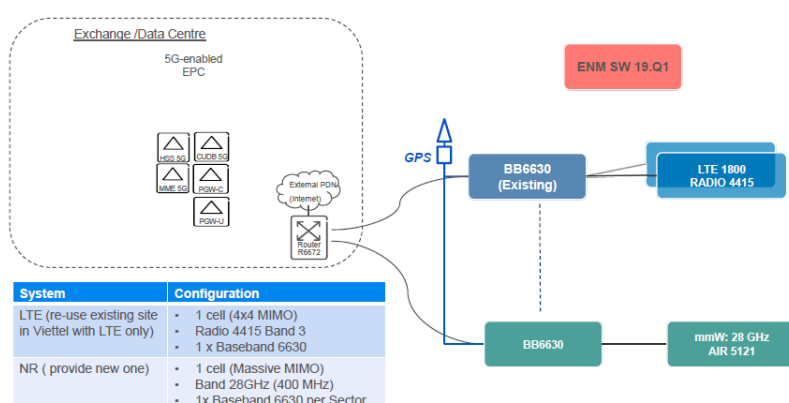 Exchange /Data Centre
5G-enabled
EPC
ENM SW 19.Q1
HSS 5G
CUDB 5G
MME 5G
PGW-C
PGW-U
External PDN
(Internet)
Router
R6672
GPS
BB6630
(Existing)
LTE 1800
RADIO 4415
BB6630
mmW: 28 GHz
AIR 5121
System
Configuration
LTE (re-use existing site
in Viettel with LTE only)
• 1 cell (4x4 MIMO)
• Radio 4415 Band 3
• 1 x Baseband 6630
NR ( provide new one)
• 1 cell (Massive MIMO)
• Band 28GHz (400 MHz)
• 1x Baseband 6630 per Sector